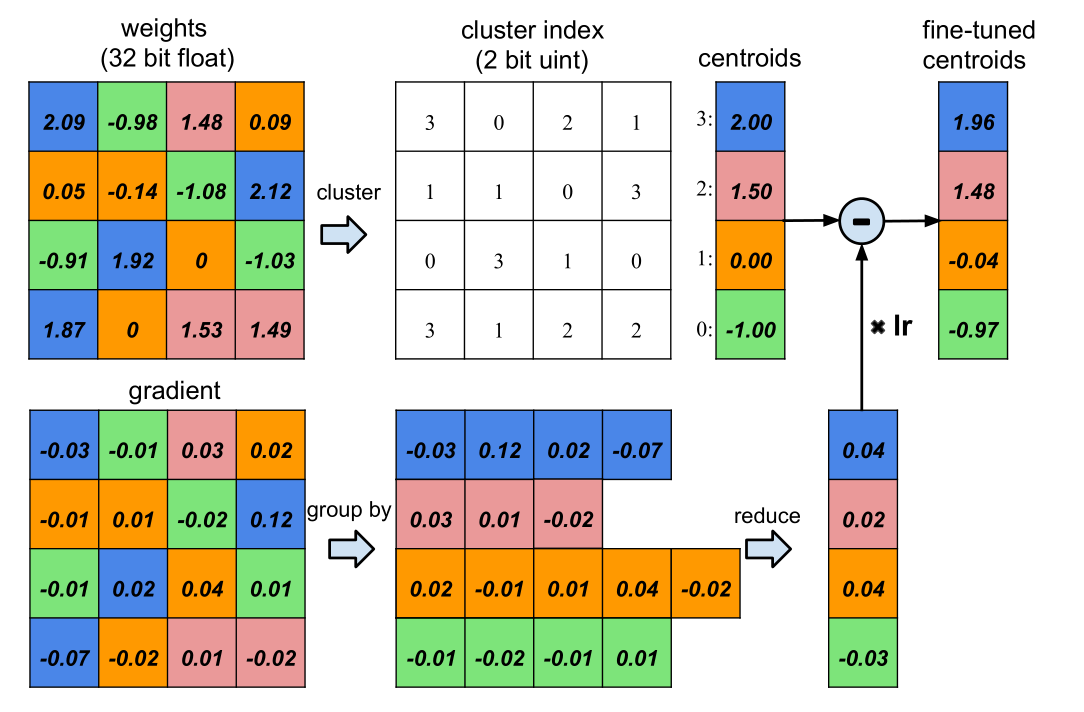 weights
(32 bit float)
cluster index
(2 bit uint)
centroids
fine-tuned
centroids
2.09 -0.98 1.48 0.09
3 0 2 1
3: 2.00
1.96
0.05 -0.14 -1.08 2.12
cluster
1 1 0 3
2: 1.50
1.48
-0.91 1.92 0 -1.03
0 3 1 0
1: 0.00
-
-0.04
1.87 0 1.53 1.49
3 1 2 2
0: -1.00
× lr
-0.97
gradient
-0.03 -0.01 0.03 0.02
-0.03 0.12 0.02 -0.07
0.04
-0.01 0.01 -0.02 0.12
group by
0.03 0.01 -0.02
reduce
0.02
-0.01 0.02 0.04 0.01
0.02 -0.01 0.01 0.04 -0.02
0.04
-0.07 -0.02 0.01 -0.02
-0.01 -0.02 -0.01 0.01
-0.03